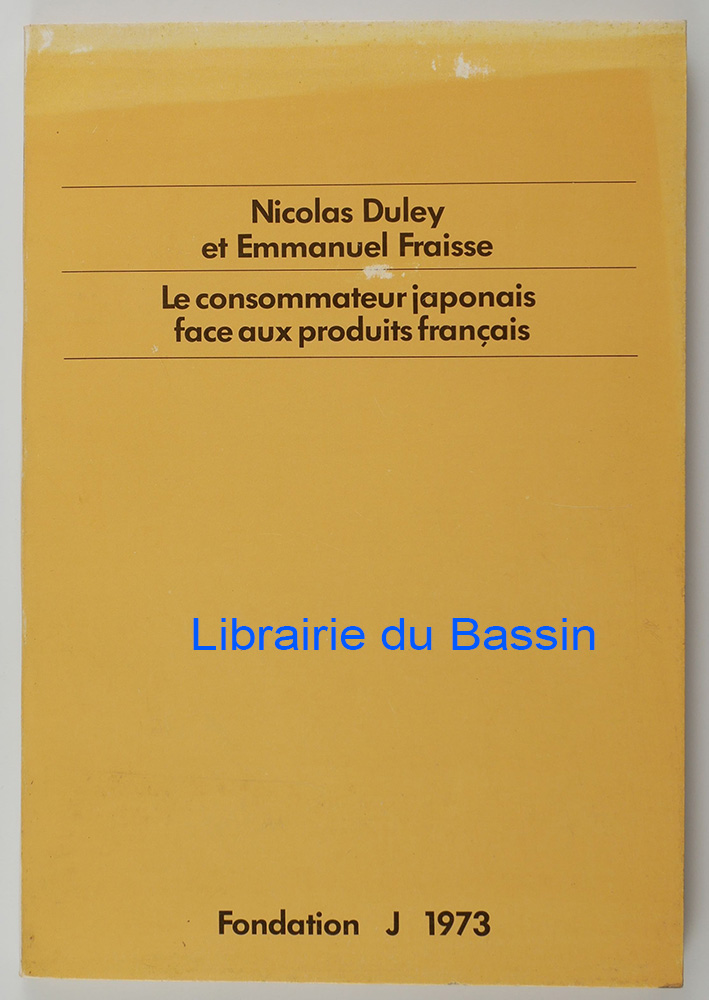 Nicolas Duley
et Emmanuel Fraisse
Le consommateur japonais
face aux produits français
Librairie du Bassin
Fondation J 1973